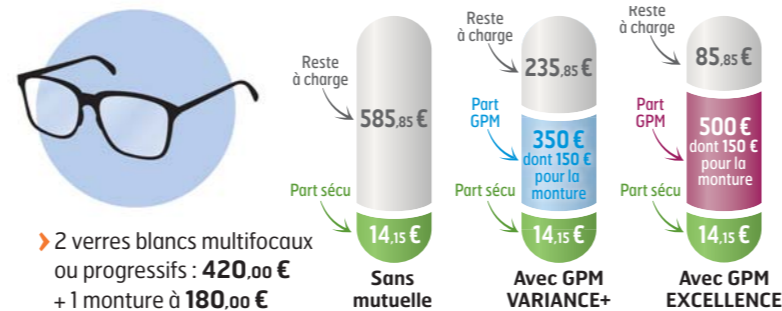 ❯ 2 verres blancs multifocaux
ou progressifs : 420,00 €
+ 1 monture à 180,00 €
Reste
à charge
585,85 €
Part sécu
14,15 €
Sans
mutuelle
Reste
à charge
235,85 €
Part
GPM
350 €
dont 150 €
pour la
monture
Part sécu
14,15 €
Avec GPM
VARIANCE+
Reste
à charge
85,85 €
Part
GPM
500 €
dont 150 €
pour la
monture
Part sécu
14,15 €
Avec GPM
EXCELLENCE